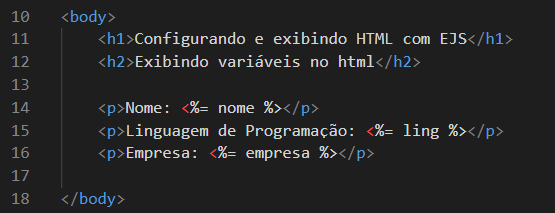 10 <body>
11 <h1>Configurando e exibindo HTML com EJS</h1>
12 <h2>Exibindo variáveis no html</h2>
13
14 <p>Nome: <%= nome %></p>
15 <p>Linguagem de Programação: <%= ling %></p>
16 <p>Empresa: <%= empresa %></p>
17
18 </body>